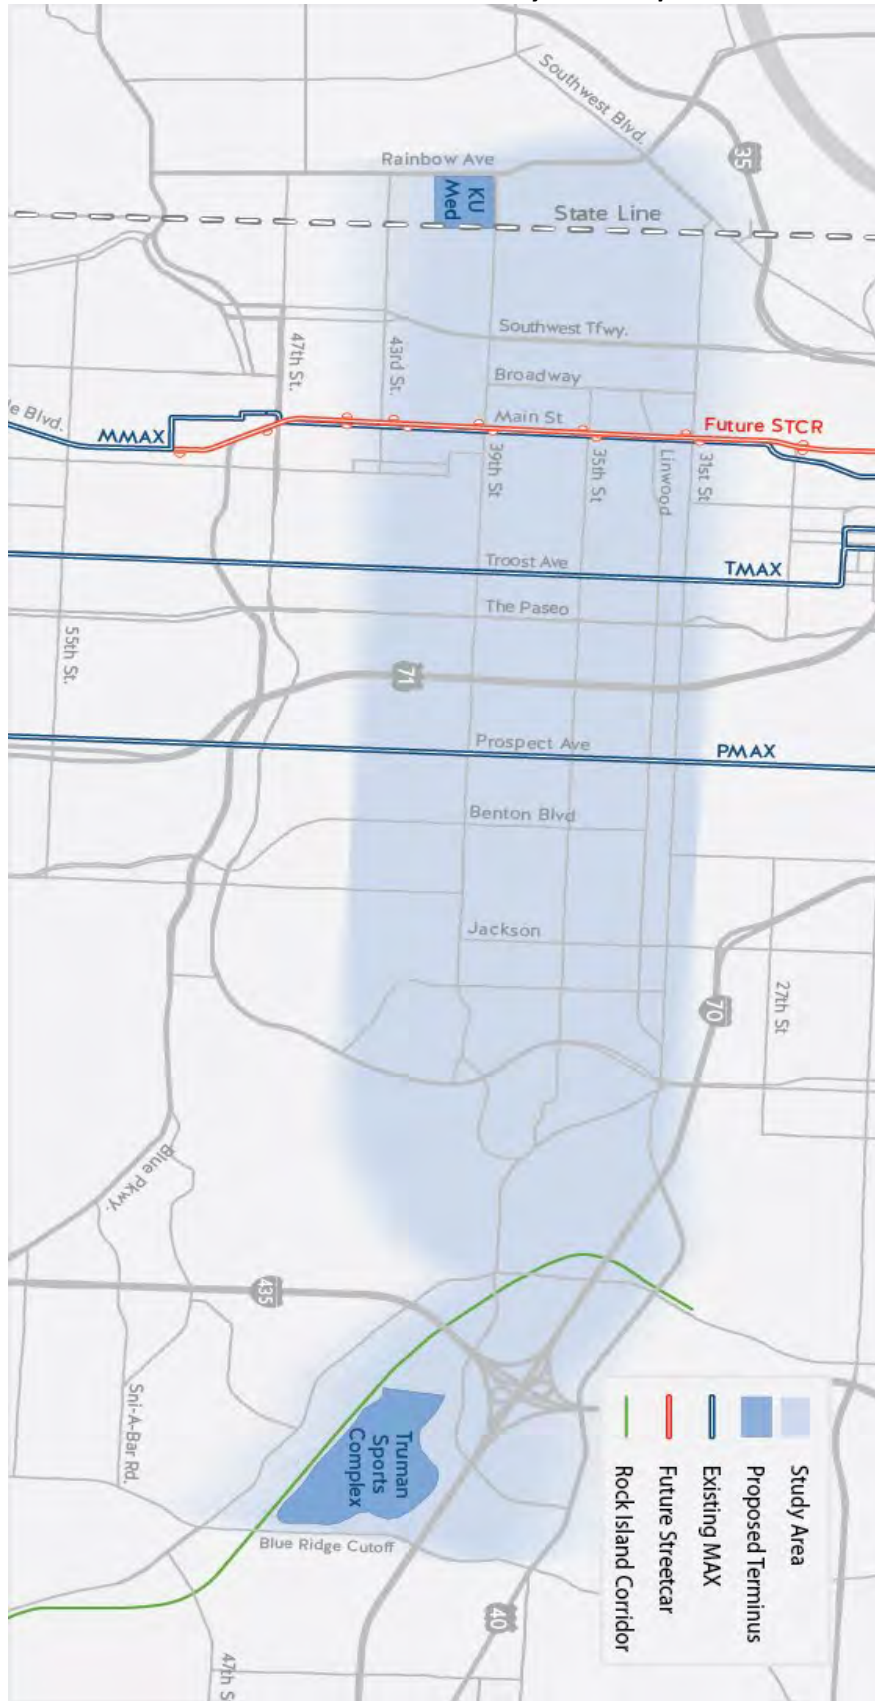 Southwest Blvd.
35
Rainbow Ave
KU
Med
State Line
Southwest Tfwy.
47th St.
43rd St.
Broadway
Main St
Future STCR
le Blvd.
MMAX
39th St
35th St
Linwood
31st St
Troost Ave
TMAX
The Paseo
55th St.
71
Prospect Ave
PMAX
Benton Blvd
Jackson
27th St
70
Blue Pkwy.
435
Sni-A-Bar Rd.
Truman
Sports
Complex
Blue Ridge Cutoff
40
47th S
Study Area
Proposed Terminus
Existing MAX
Future Streetcar
Rock Island Corridor